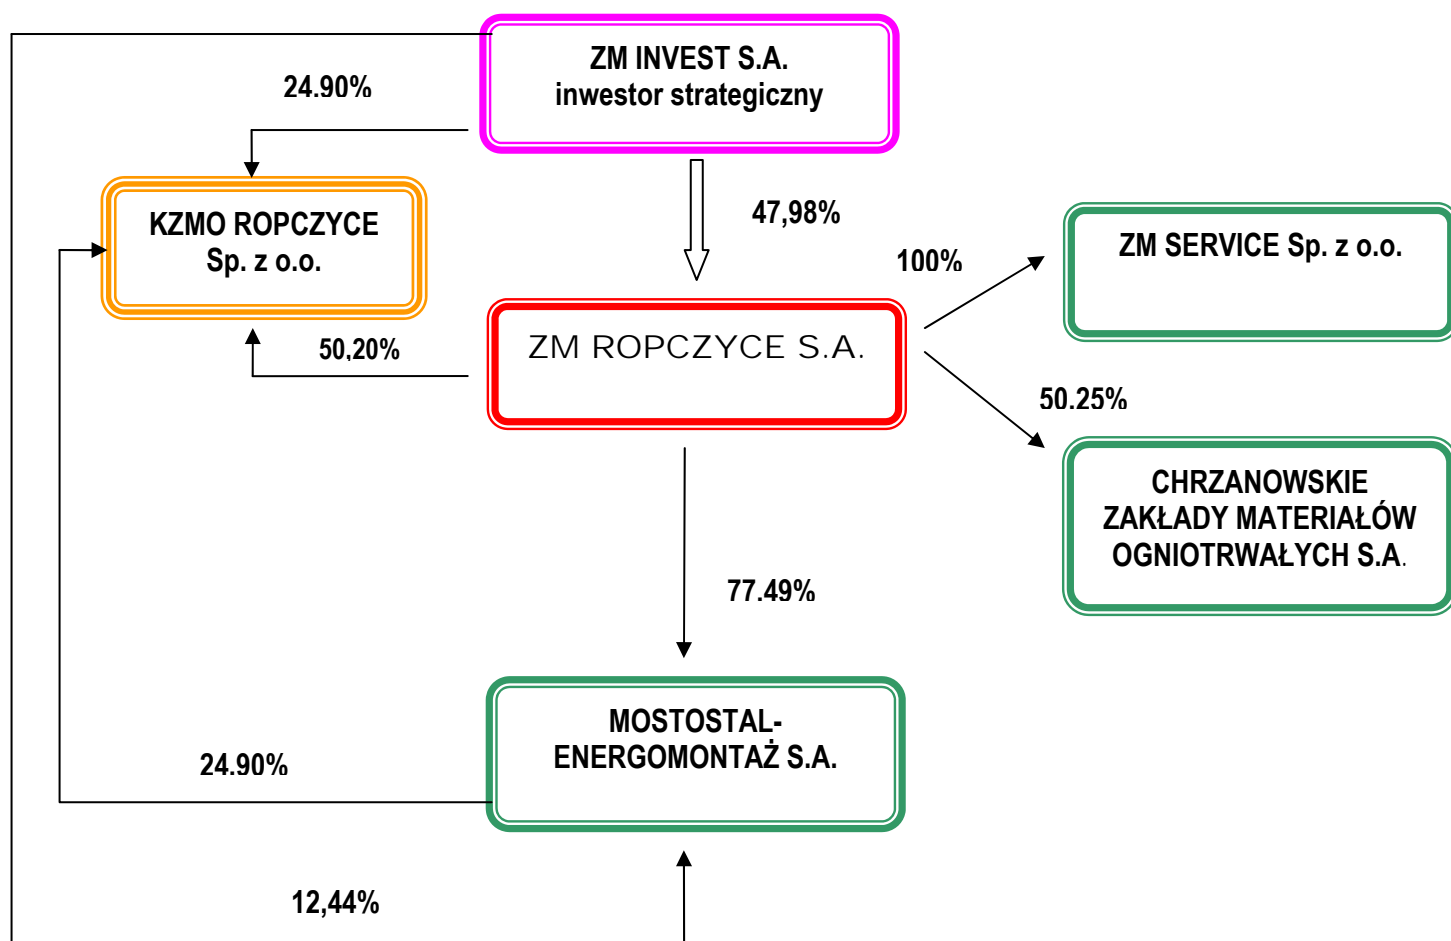 ZM INVEST S.A.
inwestor strategiczny
24.90%
KZMO ROPCZYCE
Sp. z o.o.
47,98%
ZM SERVICE Sp. z o.o.
100%
50,20%
ZM ROPCZYCE S.A.
50.25%
CHRZANOWSKIE
ZAKŁADY MATERIAŁÓW
OGNIOTRWAŁYCH S.A.
77.49%
MOSTOSTAL-
ENERGOMONTAŻ S.A.
24.90%
12,44%